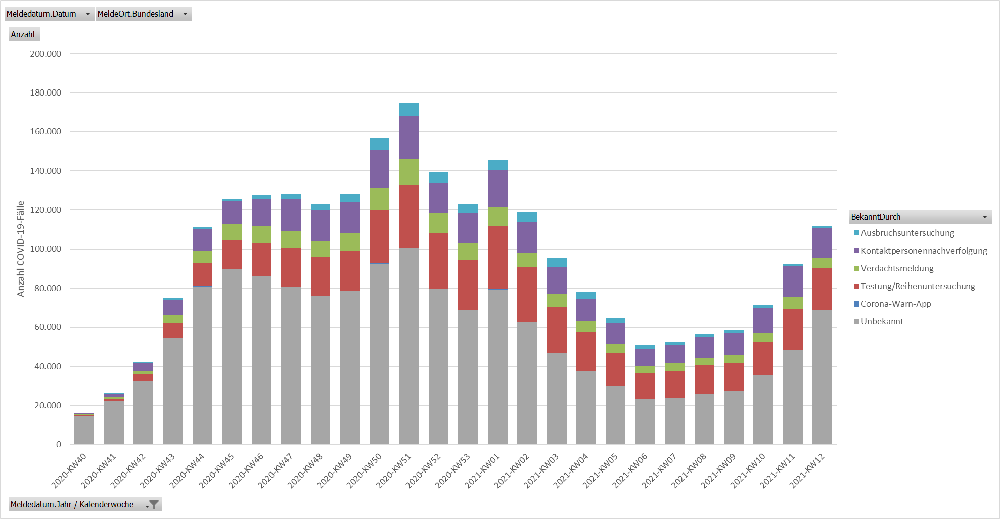 Meldedatum.Datum MeldeOrt.Bundesland
Anzahl
200.000
180.000
160.000
140.000
120.000
100.000
80.000
60.000
40.000
20.000
0
Anzahl COVID-19-Fälle
2020-KW40
2020-KW41
2020-KW42
2020-KW43
2020-KW44
2020-KW45
2020-KW46
2020-KW47
2020-KW48
2020-KW49
2020-KW50
2020-KW51
2020-KW52
2020-KW53
2021-KW01
2021-KW02
2021-KW03
2021-KW04
2021-KW05
2021-KW06
2021-KW07
2021-KW08
2021-KW09
2021-KW10
2021-KW11
2021-KW12
BekanntDurch
Ausbruchsuntersuchung
Kontaktpersonennachverfolgung
Verdachtsmeldung
Testung/Reihenuntersuchung
Corona-Warn-App
Unbekannt
Meldedatum.Jahr / Kalenderwoche